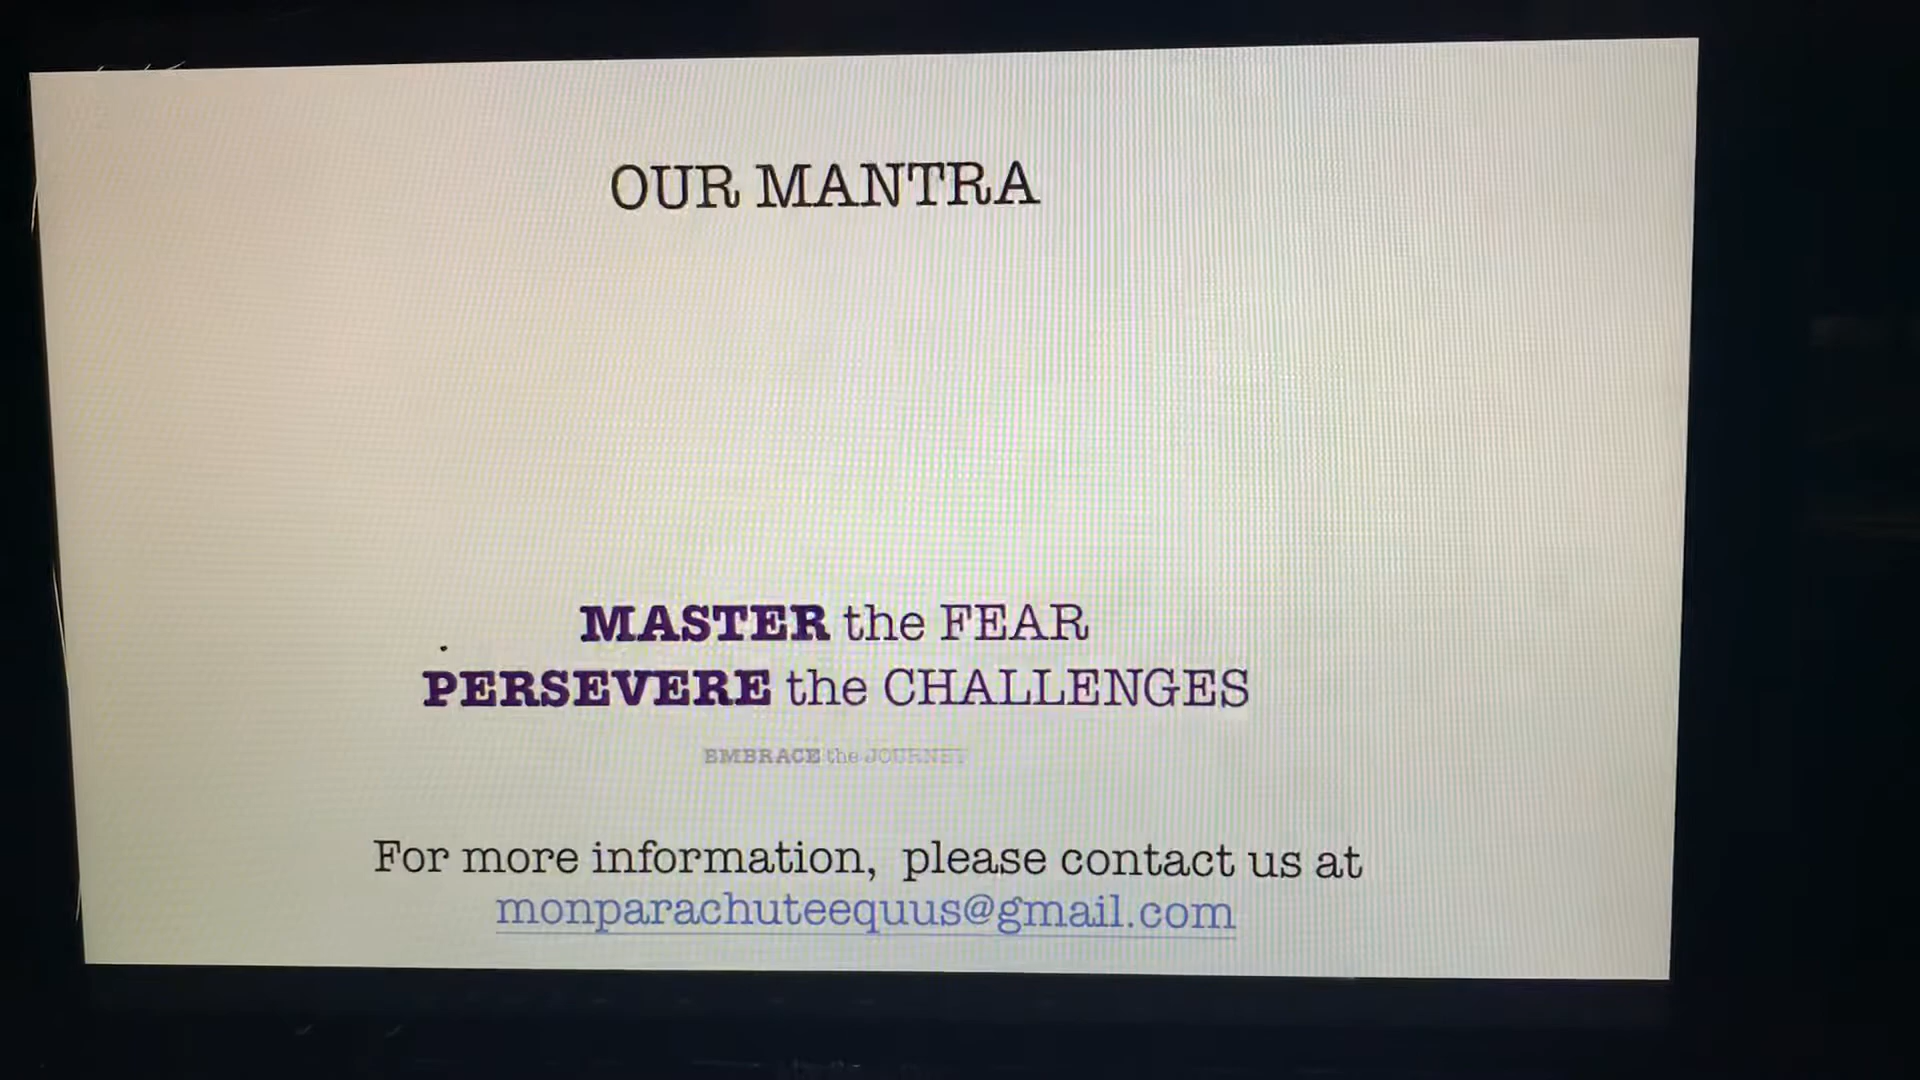 OUR MANTRA
MASTER the FEAR
PERSEVERE the CHALLENGES
EMBRACE the JOURNEY
For more information, please contact us at
monparachuteequus@gmail.com